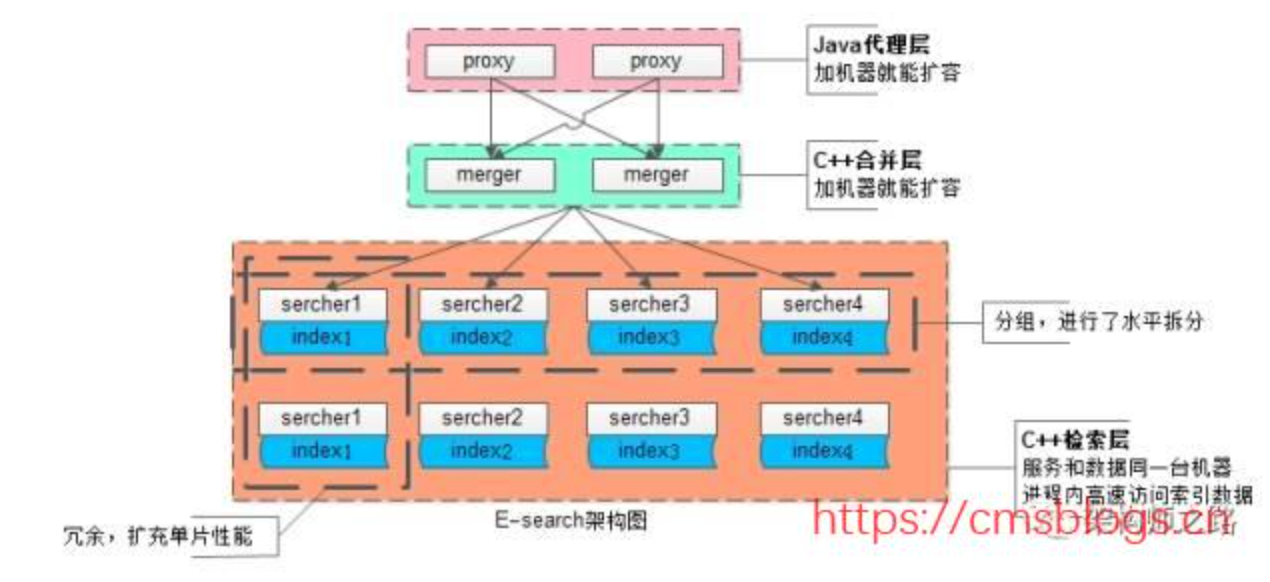 proxy proxy
Java代理层
加机器就能扩容
merger merger
C++合并层
加机器就能扩容
sercher1 sercher2 sercher3 sercher4
index1 index2 index3 index4
分组，进行了水平拆分
sercher1 sercher2 sercher3 sercher4
index1 index2 index3 index4
C++检索层
服务和数据同一台机器
进程内高速访问索引数据
冗余，扩充单片性能
E-search架构图
https://cmsblogs.cn